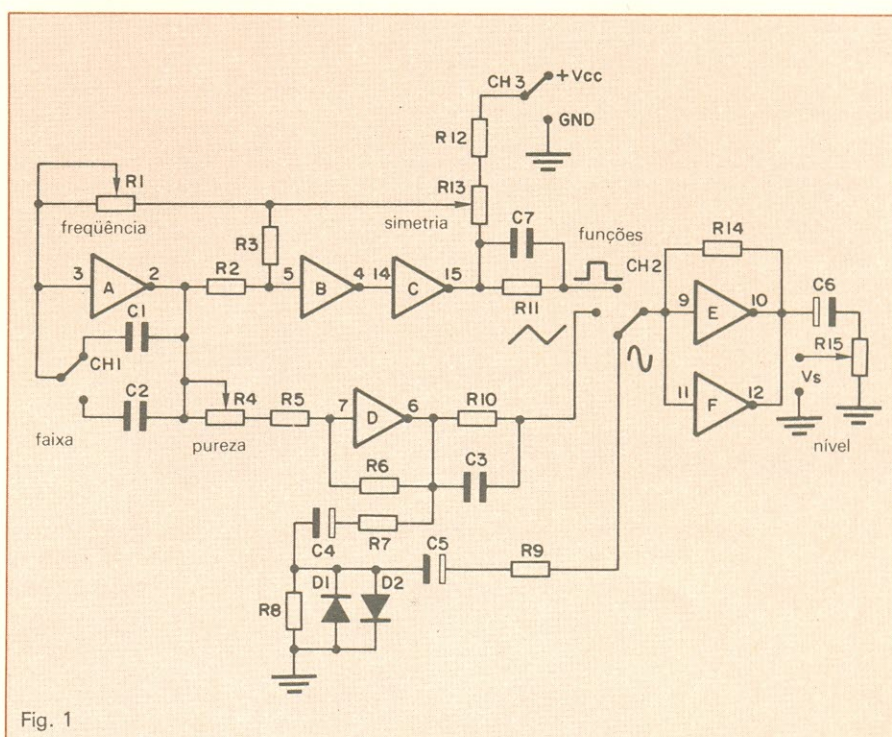 CH3
+Vcc
GND
R12
R1
R13
freqüência
simetria
C7
funções
R14
R3
CH2
3
A
2
R2
5
B
4
14
C
15
R11
9
E
10
C6
C1
CH1
R15
C2
R4
R5
7
D
6
R10
11
F
12
Vs
faixa
pureza
nível
R6
C3
C4
R7
C5
R9
D1
D2
R8
Fig. 1